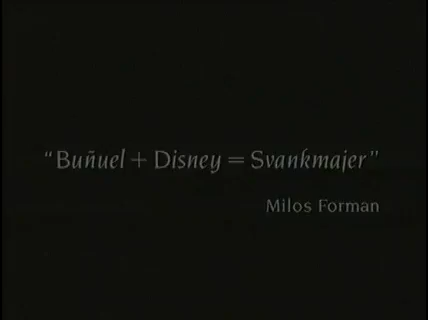 “Buñuel + Disney = Svankmajer”
Milos Forman